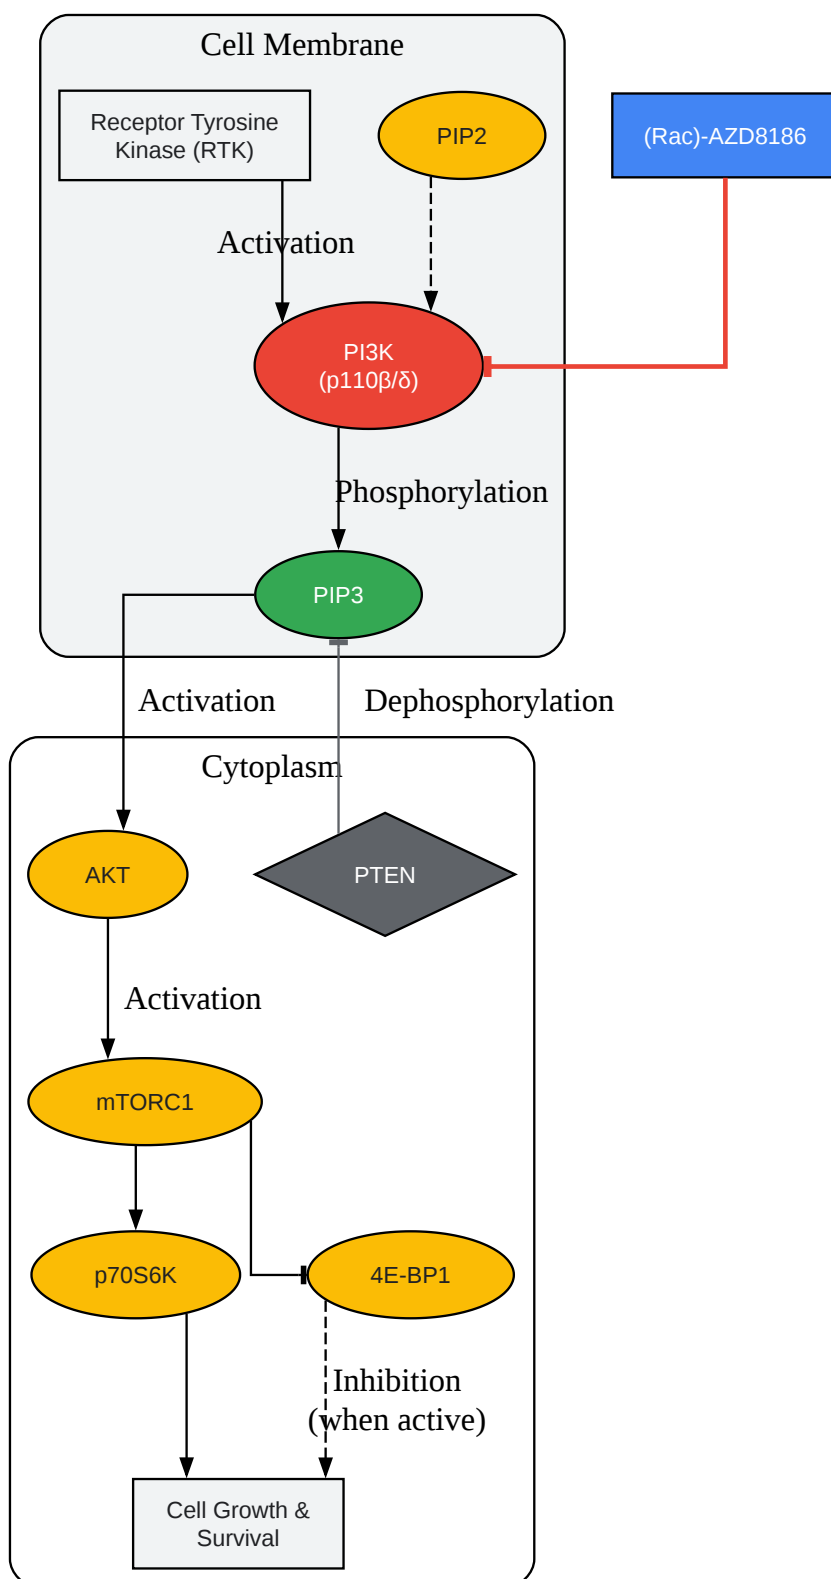 Cell Membrane
Receptor Tyrosine
Kinase (RTK)
PIP2
(Rac)-AZD8186
Activation
PI3K
(p110β/δ)
Phosphorylation
PIP3
Activation
Dephosphorylation
Cytoplasm
AKT
PTEN
Activation
mTORC1
p70S6K
4E-BP1
Inhibition
(when active)
Cell Growth &
Survival